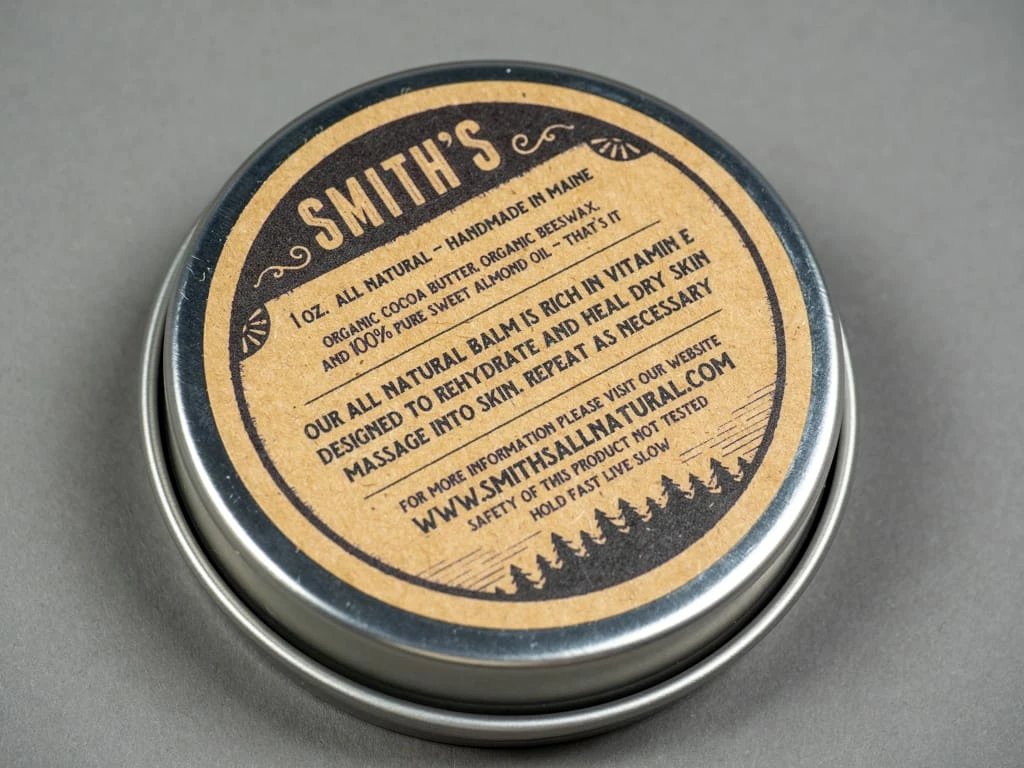 SMITH'S
1 OZ. ALL NATURAL - HANDMADE IN MAINE
ORGANIC COCOA BUTTER, ORGANIC BEESWAX,
AND 100% PURE SWEET ALMOND OIL - THAT'S IT
OUR ALL NATURAL BALM IS RICH IN VITAMIN E
DESIGNED TO REHYDRATE AND HEAL DRY SKIN
MASSAGE INTO SKIN. REPEAT AS NECESSARY
FOR MORE INFORMATION PLEASE VISIT OUR WEBSITE
WWW.SMITHSALLNATURAL.COM
SAFETY OF THIS PRODUCT NOT TESTED
HOLD FAST LIVE SLOW